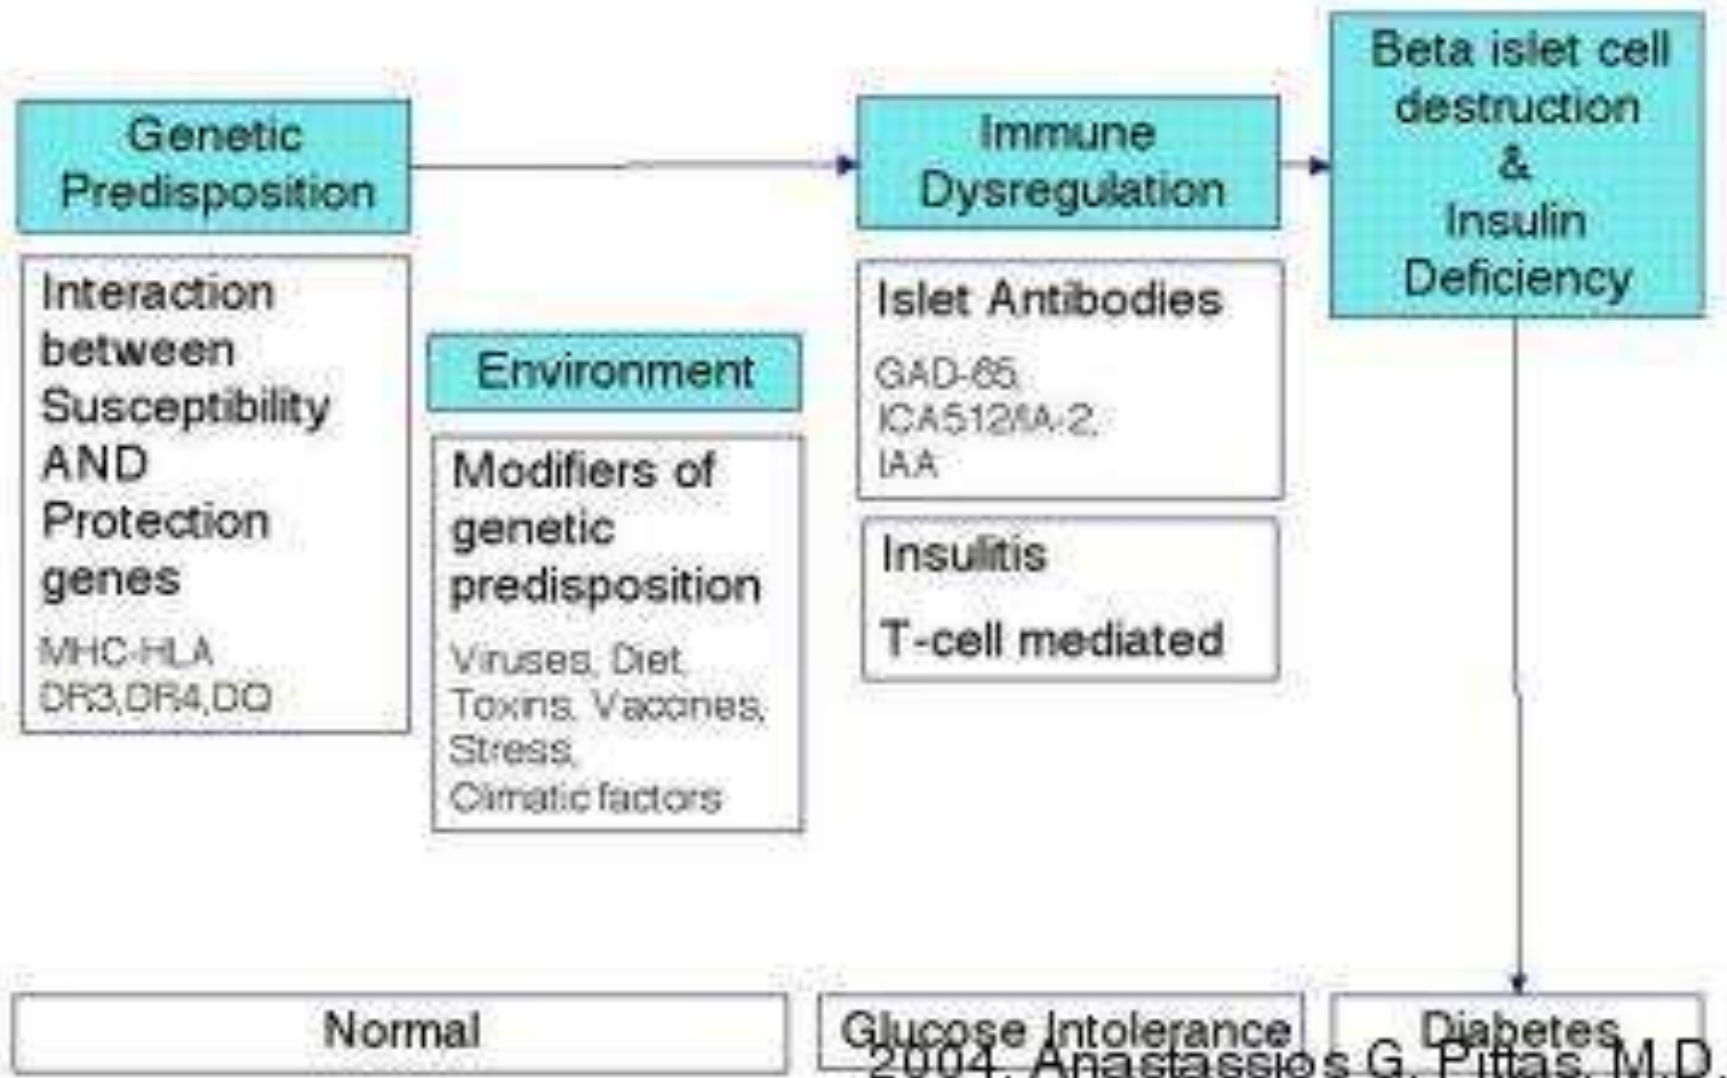 Genetic
Predisposition
Interaction
between
Susceptibility
AND
Protection
genes
MHC-HLA
DR3,DR4,DQ
Environment
Modifiers of
genetic
predisposition
Viruses, Diet,
Toxins, Vaccines,
Stress,
Climatic factors
Immune
Dysregulation
Islet Antibodies
GAD-65,
ICA512/IA-2,
IAA
Insulitis
T-cell mediated
Beta islet cell
destruction
&
Insulin
Deficiency
Normal
Glucose Intolerance
Diabetes
2004. Anastassios G. Pittas, M.D.